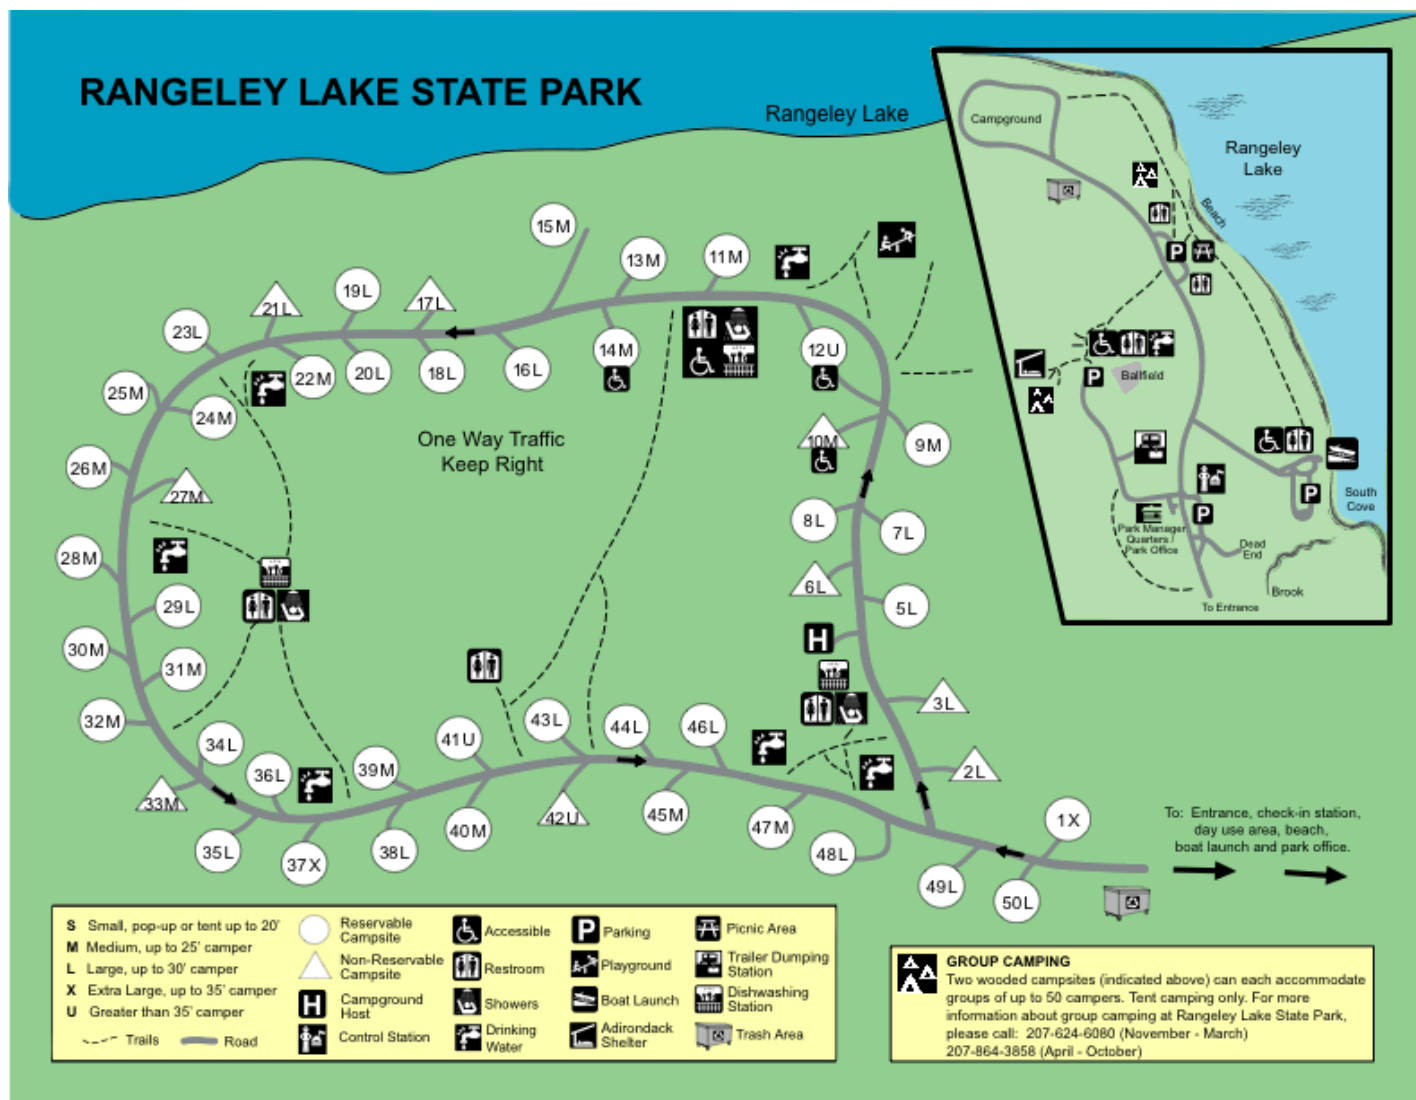 RANGELEY LAKE STATE PARK
Rangeley Lake
Campground
Rangeley
Lake
Beach
P
15M
13M
11M
21L
19L
17L
23L
14M
12U
22M
20L
18L
16L
25M
24M
One Way Traffic
Keep Right
10M
9M
26M
27M
8L
7L
28M
6L
29L
5L
30M
31M
H
3L
32M
34L
41U
43L
44L
46L
36L
39M
2L
33M
42U
40M
45M
47M
1X
35L
37X
38L
48L
49L
50L
P
Ballfield
P
P
South
Cove
Park Manager
Quarters /
Park Office
Dead
End
Brook
To Entrance
To: Entrance, check-in station,
day use area, beach,
boat launch and park office.
S Small, pop-up or tent up to 20'
M Medium, up to 25' camper
L Large, up to 30' camper
X Extra Large, up to 35' camper
U Greater than 35' camper
Trails
Road
Reservable
Campsite
Non-Reservable
Campsite
H Campground
Host
Control Station
Accessible
Restroom
Showers
Drinking
Water
P Parking
Playground
Boat Launch
Adirondack
Shelter
Picnic Area
Trailer Dumping
Station
Dishwashing
Station
Trash Area
GROUP CAMPING
Two wooded campsites (indicated above) can each accommodate
groups of up to 50 campers. Tent camping only. For more
information about group camping at Rangeley Lake State Park,
please call: 207-624-6080 (November - March)
207-864-3858 (April - October)